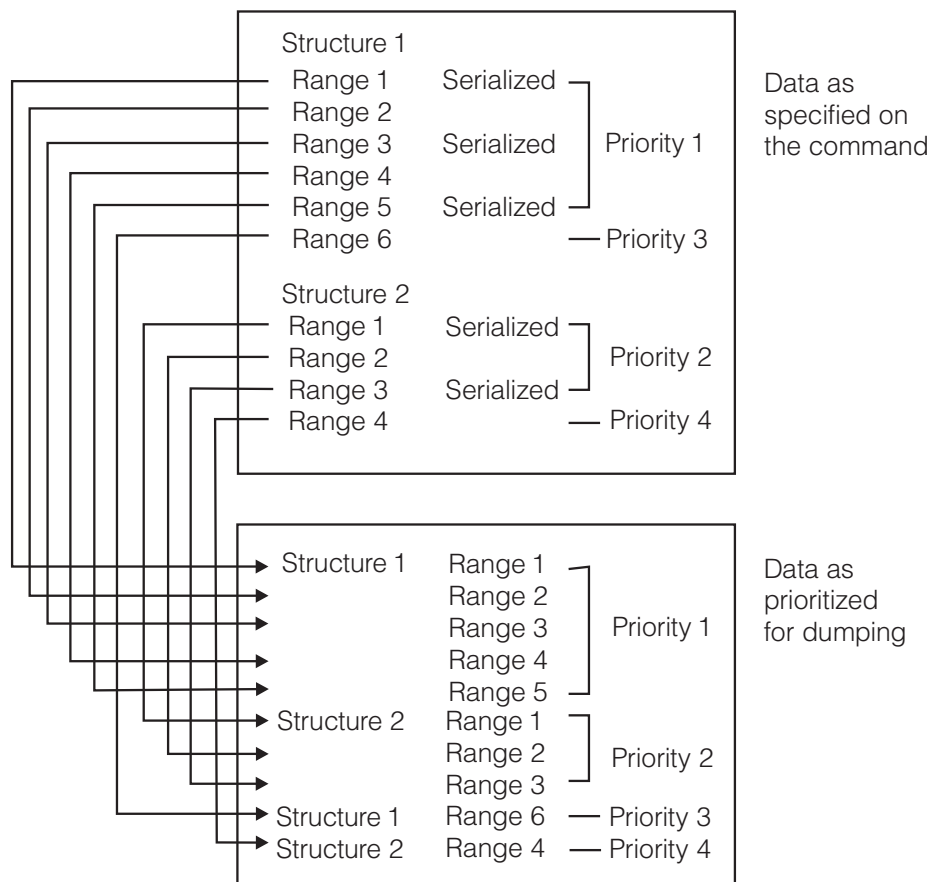 Structure 1
Range 1 Serialized
Range 2
Range 3 Serialized Priority 1
Range 4
Range 5 Serialized
Range 6 Priority 3
Structure 2
Range 1 Serialized
Range 2 Priority 2
Range 3 Serialized
Range 4 Priority 4
Data as
specified on
the command
Structure 1 Range 1
Range 2
Range 3 Priority 1
Range 4
Range 5
Structure 2 Range 1
Range 2 Priority 2
Range 3
Structure 1 Range 6 Priority 3
Structure 2 Range 4 Priority 4
Data as
prioritized
for dumping